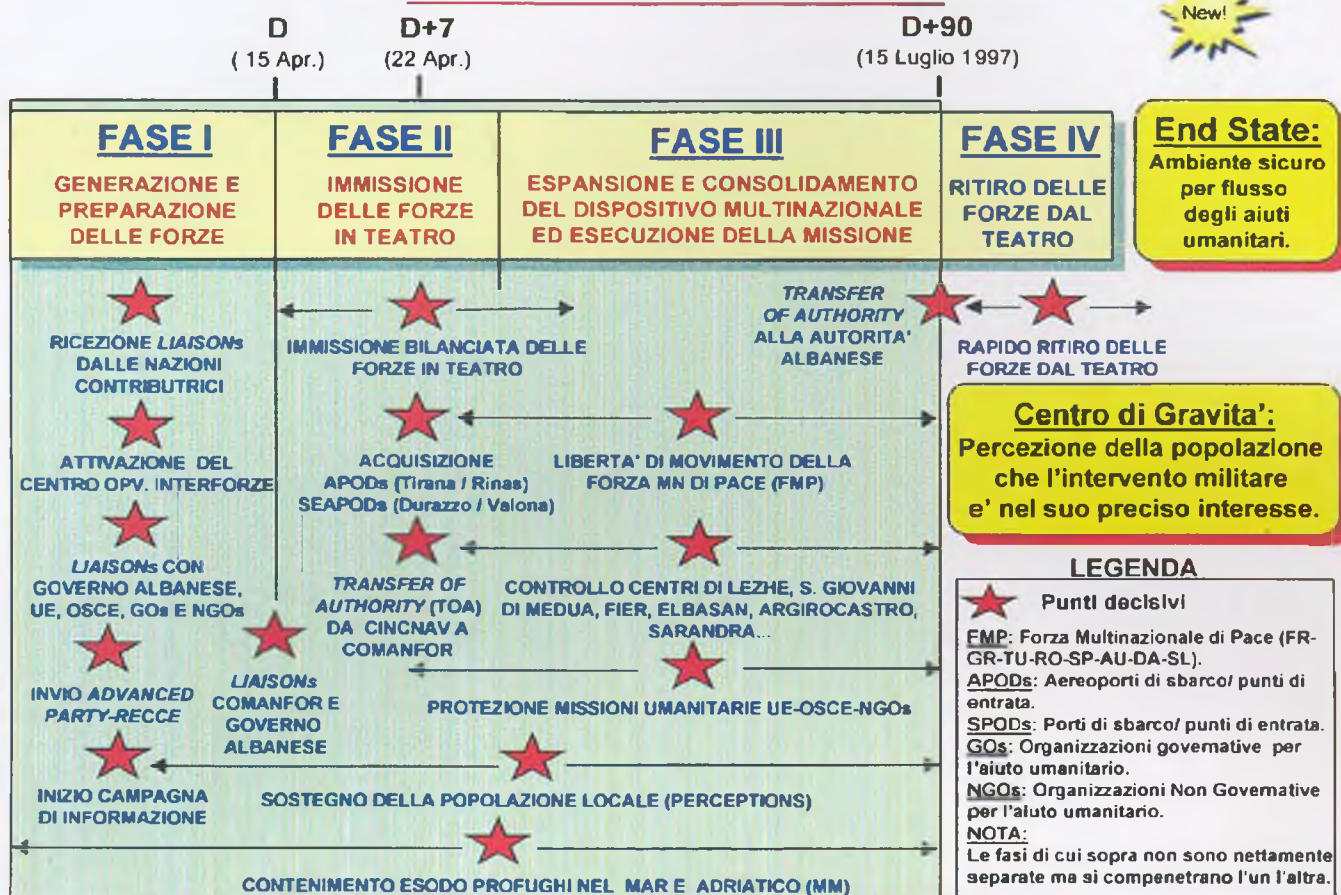 New!
D
D+7
D+90
( 15 Apr.)
(22 Apr.)
(15 Luglio 1997)
FASE I
GENERAZIONE E
PREPARAZIONE
DELLE FORZE
FASE II
IMMISSIONE
DELLE FORZE
IN TEATRO
FASE III
ESPANSIONE E CONSOLIDAMENTO
DEL DISPOSITIVO MULTINAZIONALE
ED ESECUZIONE DELLA MISSIONE
FASE IV
RITIRO DELLE
FORZE DAL
TEATRO
End State:
Ambiente sicuro
per flusso
degli aiuti
umanitari.
RICEZIONE LIAISONs
DALLE NAZIONI
CONTRIBUTRICI
IMMISSIONE BILANCIATA DELLE
FORZE IN TEATRO
TRANSFER
OF AUTHORITY
ALLA AUTORITA'
ALBANESE
RAPIDO RITIRO DELLE
FORZE DAL TEATRO
ATTIVAZIONE DEL
CENTRO OPV. INTERFORZE
ACQUISIZIONE
APODs (Tirana / Rinas)
SEAPODs (Durazzo / Valona)
LIBERTA' DI MOVIMENTO DELLA
FORZA MN DI PACE (FMP)
Centro di Gravita':
Percezione della popolazione
che l'intervento militare
e' nel suo preciso interesse.
LIAISONs CON
GOVERNO ALBANESE,
UE, OSCE, GOs E NGOs
TRANSFER OF
AUTHORITY (TOA)
DA CINCNAV A
COMANFOR
CONTROLLO CENTRI DI LEZHE, S. GIOVANNI
DI MEDUA, FIER, ELBASAN, ARGIROCASTRO,
SARANDRA...
INVIO ADVANCED
PARTY-RECCE
LIAISONs
COMANFOR E
GOVERNO
ALBANESE
PROTEZIONE MISSIONI UMANITARIE UE-OSCE-NGOs
INIZIO CAMPAGNA
DI INFORMAZIONE
SOSTEGNO DELLA POPOLAZIONE LOCALE (PERCEPTIONS)
CONTENIMENTO ESODO PROFUGHI NEL MAR E ADRIATICO (MM)
LEGENDA
Punti decisivi
FMP: Forza Multinazionale di Pace (FR-
GR-TU-RO-SP-AU-DA-SL).
APODs: Aereoporti di sbarco/ punti di
entrata.
SPODs: Porti di sbarco/ punti di entrata.
GOs: Organizzazioni governative per
l'aiuto umanitario.
NGOs: Organizzazioni Non Governative
per l'aiuto umanitario.
NOTA:
Le fasi di cui sopra non sono nettamente
separate ma si compenetrano l'un l'altra.